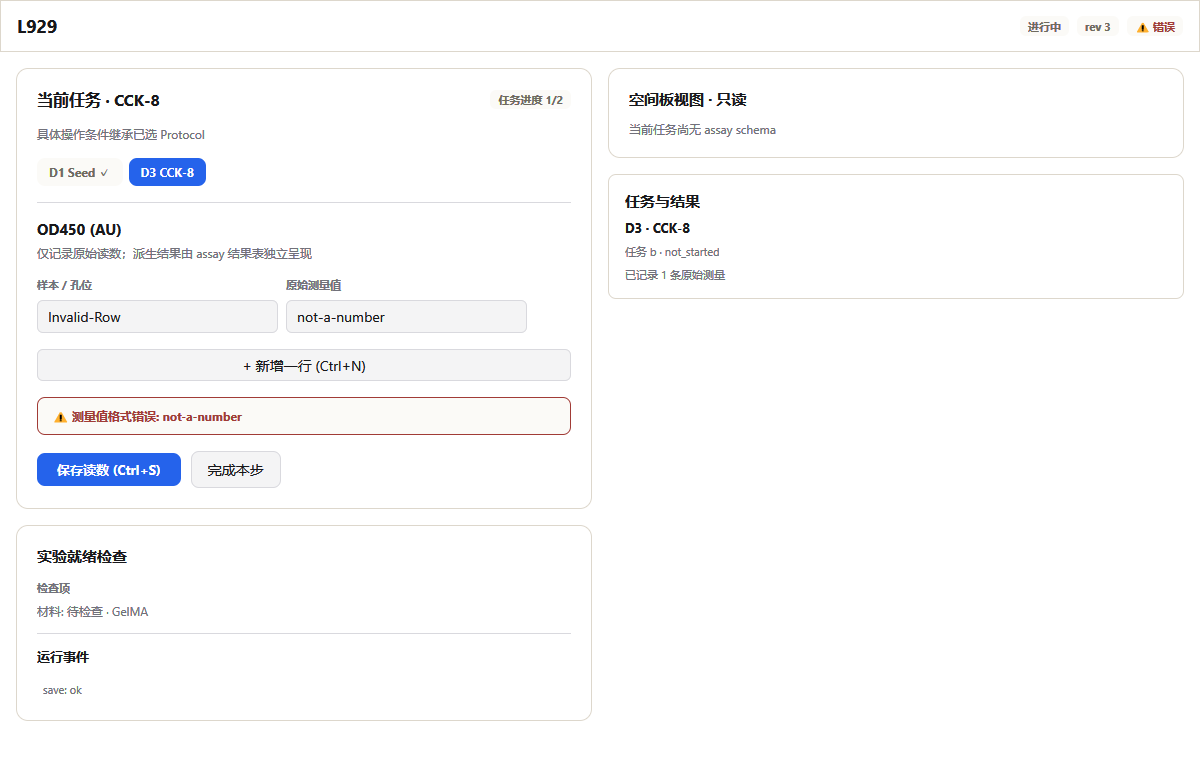 L929
进行中 rev 3 ⚠ 错误
当前任务 · CCK-8
任务进度 1/2
具体操作条件继承已选 Protocol
D1 Seed ✓ D3 CCK-8
OD450 (AU)
仅记录原始读数；派生结果由 assay 结果表独立呈现
样本 / 孔位 原始测量值
Invalid-Row not-a-number
+ 新增一行 (Ctrl+N)
⚠ 测量值格式错误: not-a-number
保存读数 (Ctrl+S) 完成本步
实验就绪检查
检查项
材料: 待检查 · GelMA
运行事件
save: ok
空间板视图 · 只读
当前任务尚无 assay schema
任务与结果
D3 · CCK-8
任务 b · not_started
已记录 1 条原始测量